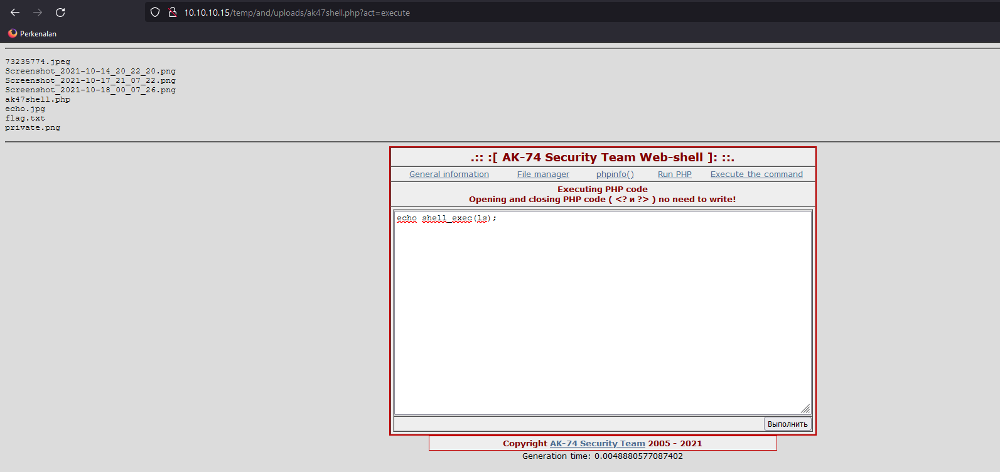 10.10.10.15/temp/and/uploads/ak47shell.php?act=execute
Perkenalan
73235774.jpeg
Screenshot_2021-10-14_20_22_20.png
Screenshot_2021-10-17_21_07_22.png
Screenshot_2021-10-18_00_07_26.png
ak47shell.php
echo.jpg
flag.txt
private.png
.:: :[ AK-74 Security Team Web-shell ]: ::.
General information File manager phpinfo() Run PHP Execute the command
Executing PHP code
Opening and closing PHP code ( <? и ?> ) no need to write!
echo shell_exec(ls);
Выполнить
Copyright AK-74 Security Team 2005 - 2021
Generation time: 0.0048880577087402